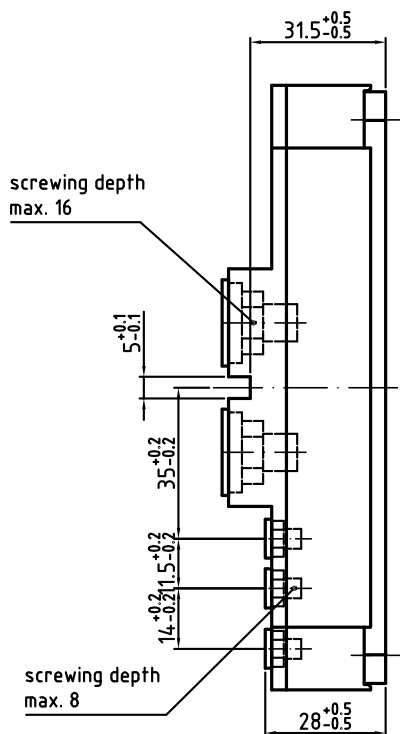 31.5+0.5-0.5
screwing depth
max. 16
5+0.1-0.1
35+0.2-0.2
11.5+0.2-0.2
14+0.2-0.2
screwing depth
max. 8
28+0.5-0.5